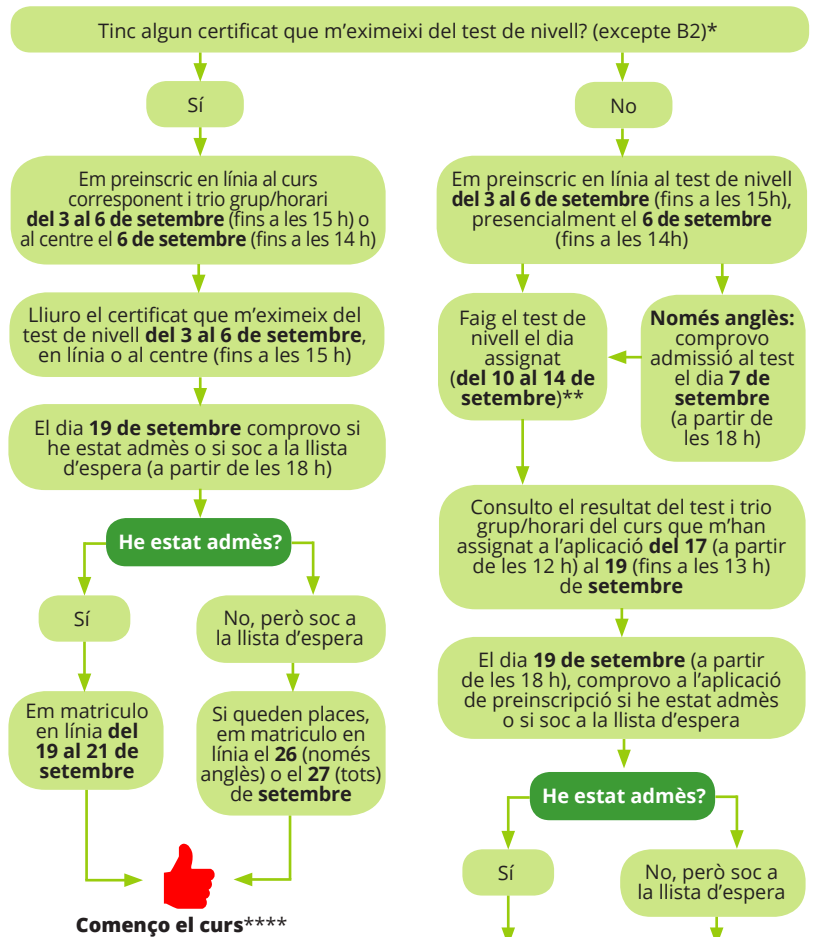 Tinc algun certificat que m'eximeixi del test de nivell? (excepte B2)*
Sí
Em preinscric en línia al curs
corresponent i trio grup/horari
del 3 al 6 de setembre (fins a les 15 h) o
al centre el 6 de setembre (fins a les 14 h)
Lliuro el certificat que m'eximeix del
test de nivell del 3 al 6 de setembre,
en línia o al centre (fins a les 15 h)
El dia 19 de setembre comprovo si
he estat admès o si soc a la llista
d'espera (a partir de les 18 h)
He estat admès?
Sí
Em matriculo
en línia del
19 al 21 de
setembre
No, però soc a
la llista d'espera
Si queden places,
em matriculo en
línia el 26 (només
anglès) o el 27 (tots)
de setembre
Començo el curs****
No
Em preinscric en línia al test de nivell
del 3 al 6 de setembre (fins a les 15h),
presencialment el 6 de setembre
(fins a les 14h)
Faig el test de
nivell el dia
assignat
(del 10 al 14 de
setembre)**
Només anglès:
comprovo
admissió al test
el dia 7 de
setembre
(a partir de
les 18 h)
Consulto el resultat del test i trio
grup/horari del curs que m'han
assignat a l'aplicació del 17 (a partir
de les 12 h) al 19 (fins a les 13 h)
de setembre
El dia 19 de setembre (a partir
de les 18 h), comprovo a l'aplicació
de preinscripció si he estat admès
o si soc a la llista d'espera
He estat admès?
Sí
No, però soc a
la llista d'espera